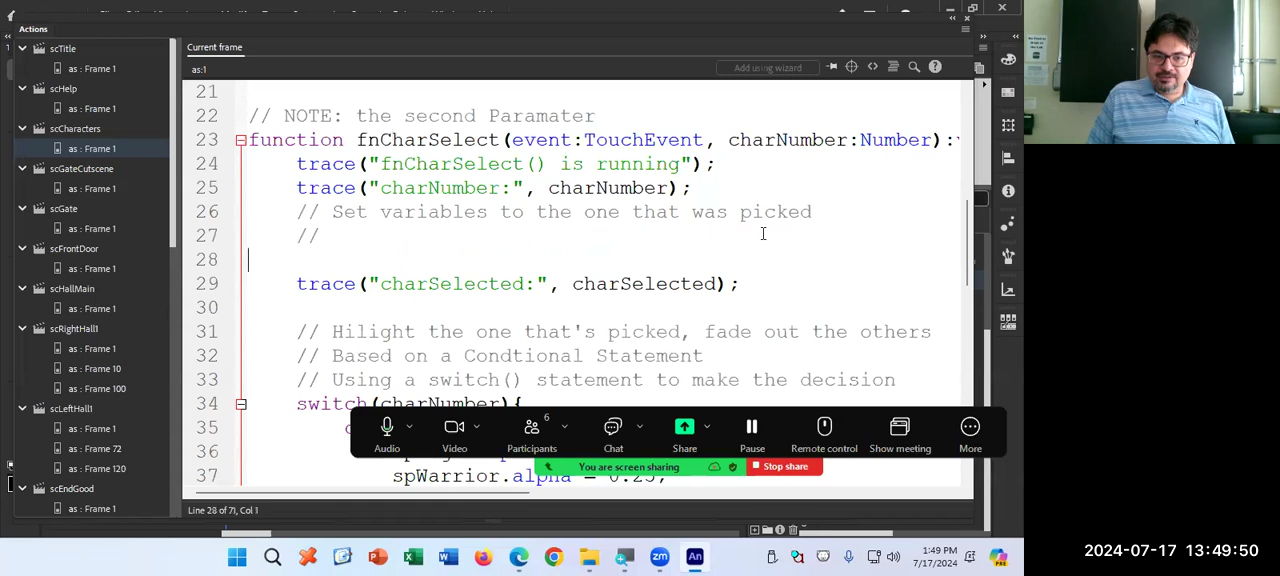 Actions
scTitle
as : Frame 1
scHelp
as : Frame 1
scCharacters
as : Frame 1
scGateCutscene
as : Frame 1
scGate
as : Frame 1
scFrontDoor
as : Frame 1
scHallMain
as : Frame 1
scRightHall1
as : Frame 1
as : Frame 10
as : Frame 100
scLeftHall1
as : Frame 1
as : Frame 72
as : Frame 120
scEndGood
as : Frame 1
Current frame
as:1
Add using wizard
21
22 // NOTE: the second Paramater
23 function fnCharSelect(event:TouchEvent, charNumber:Number):
24 trace("fnCharSelect() is running");
25 trace("charNumber:", charNumber);
26 // Set variables to the one that was picked
27 //
28
29 trace("charSelected:", charSelected);
30
31 // Hilight the one that's picked, fade out the others
32 // Based on a Condtional Statement
33 // Using a switch() statement to make the decision
34 switch(charNumber){
35
36
37 spWarrior.alpha = 0.25;
Line 28 of 71, Col 1
6
Audio
Video
Participants
Chat
Share
Pause
Remote control
Show meeting
More
You are screen sharing
Stop share
1:49 PM
7/17/2024
2024-07-17 13:49:50